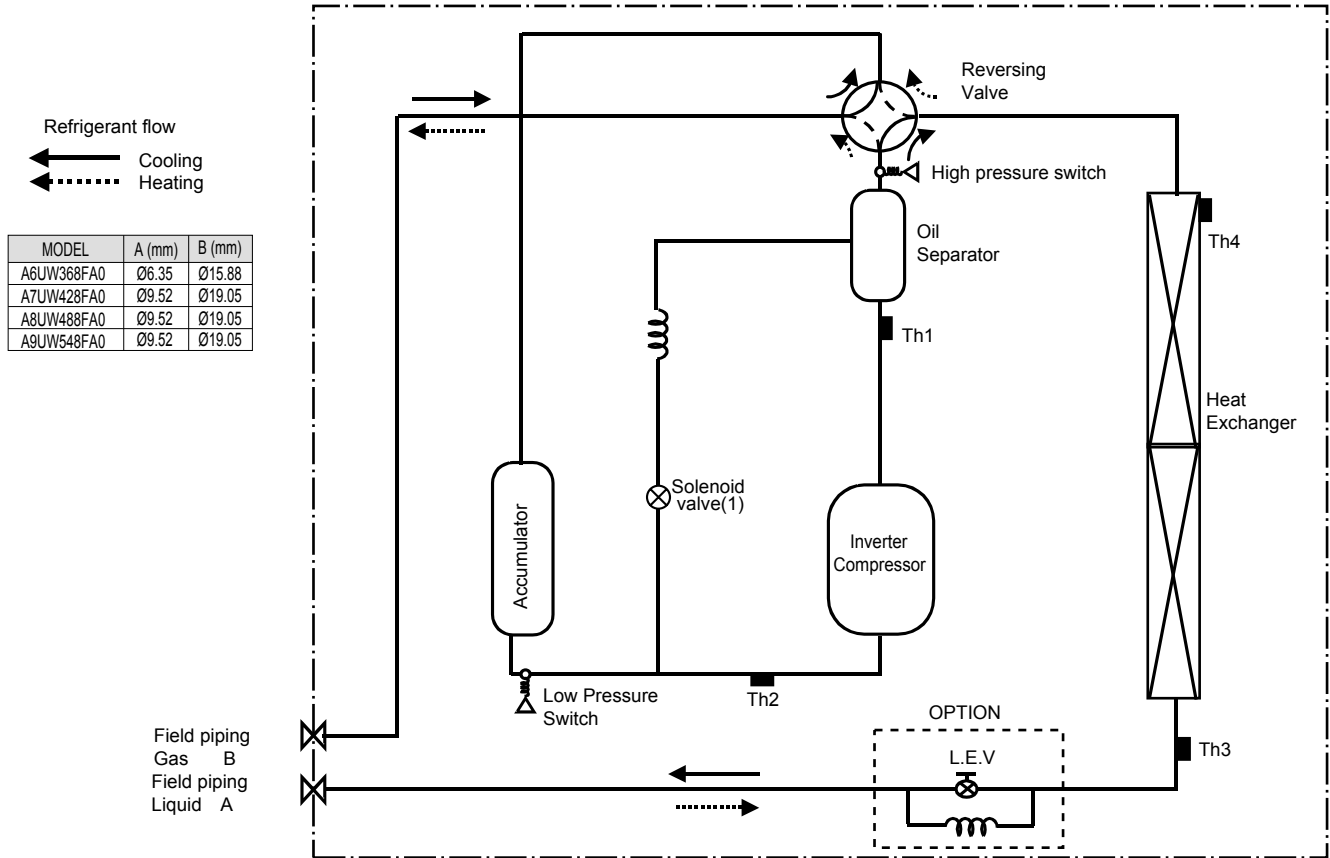 Refrigerant flow
Cooling
Heating
MODEL A (mm) B (mm)
A6UW368FA0 Ø6.35 Ø15.88
A7UW428FA0 Ø9.52 Ø19.05
A8UW488FA0 Ø9.52 Ø19.05
A9UW548FA0 Ø9.52 Ø19.05
Reversing
Valve
High pressure switch
Oil
Separator
Th4
Th1
Heat
Exchanger
Solenoid
valve(1)
Accumulator
Inverter
Compressor
Low Pressure
Switch
Th2
OPTION
L.E.V
Th3
Field piping
Gas B
Field piping
Liquid A